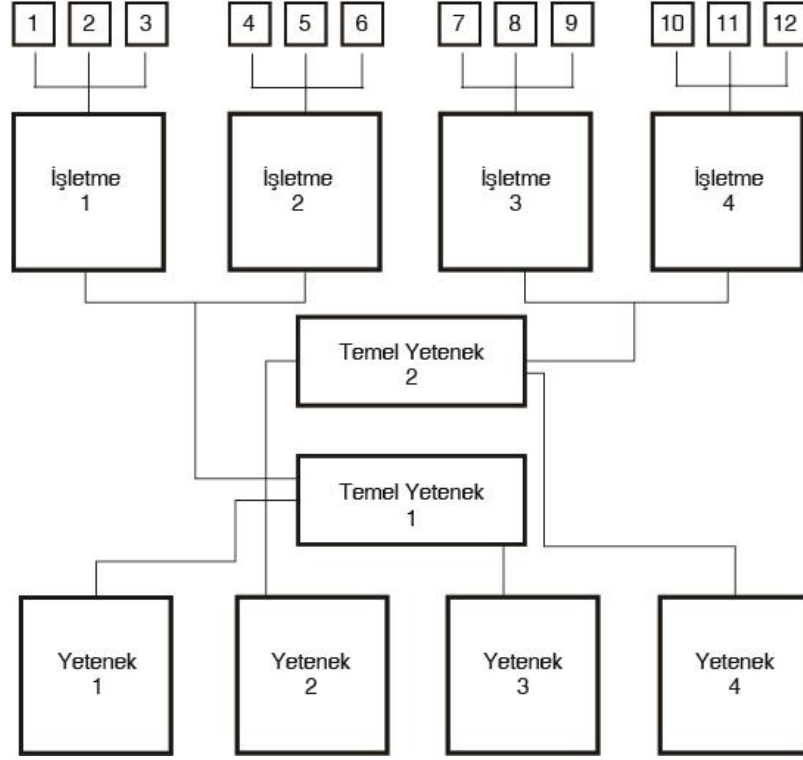 1 2 3 4 5 6 7 8 9 10 11 12
İşletme
1
İşletme
2
İşletme
3
İşletme
4
Temel Yetenek
2
Temel Yetenek
1
Yetenek
1
Yetenek
2
Yetenek
3
Yetenek
4